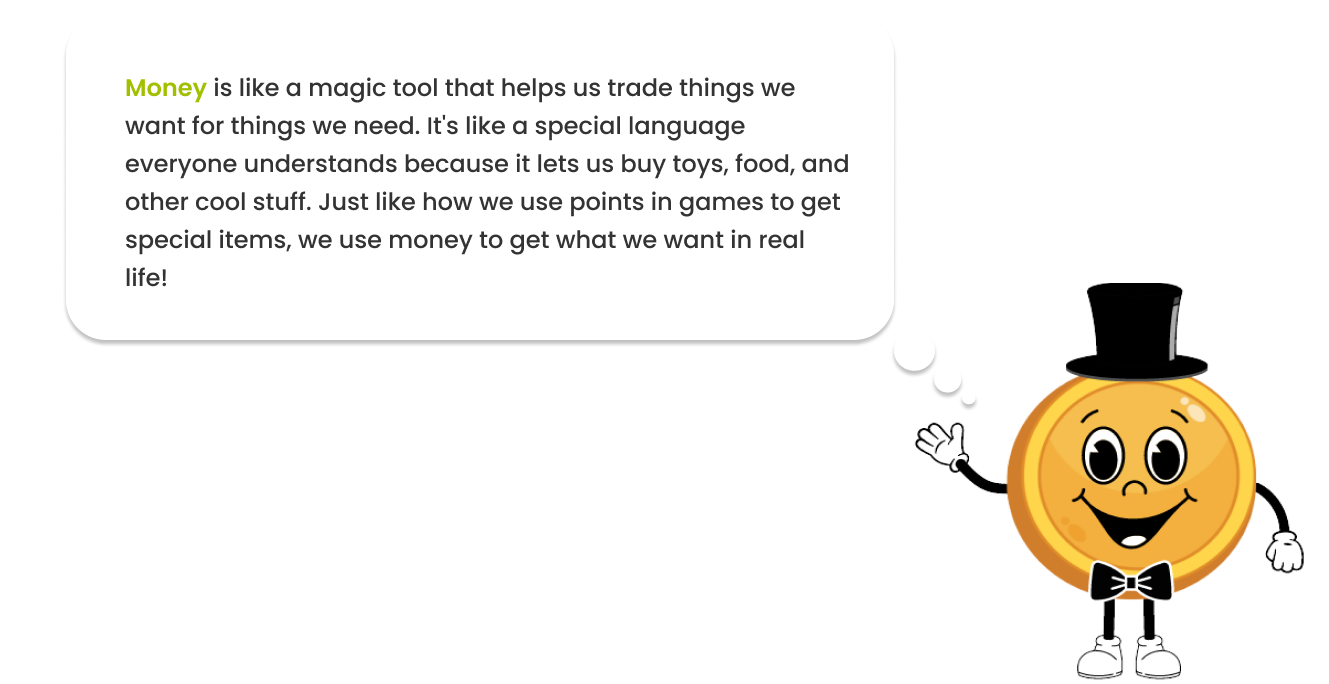 Money is like a magic tool that helps us trade things we
want for things we need. It's like a special language
everyone understands because it lets us buy toys, food, and
other cool stuff. Just like how we use points in games to get
special items, we use money to get what we want in real
life!